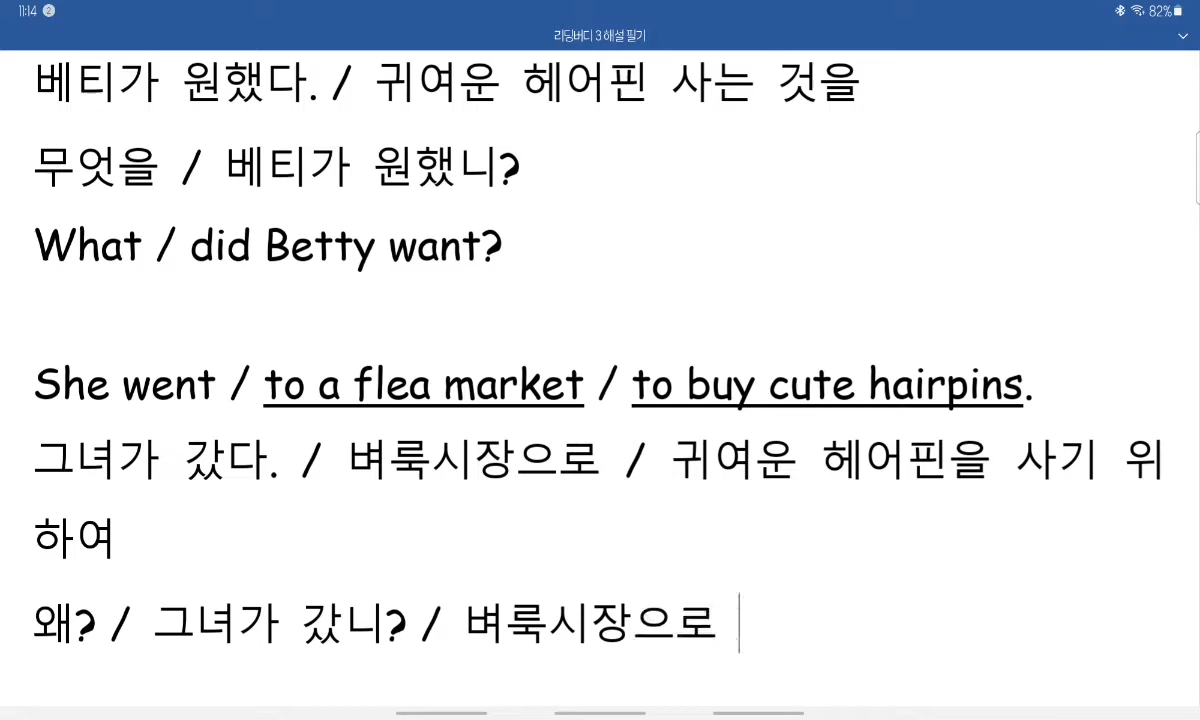 11:14 2 82%
리딩버디 3 해설 필기
베티가 원했다. / 귀여운 헤어핀 사는 것을
무엇을 / 베티가 원했니?
What / did Betty want?
She went / to a flea market / to buy cute hairpins.
그녀가 갔다. / 벼룩시장으로 / 귀여운 헤어핀을 사기 위
하여
왜? / 그녀가 갔니? / 벼룩시장으로